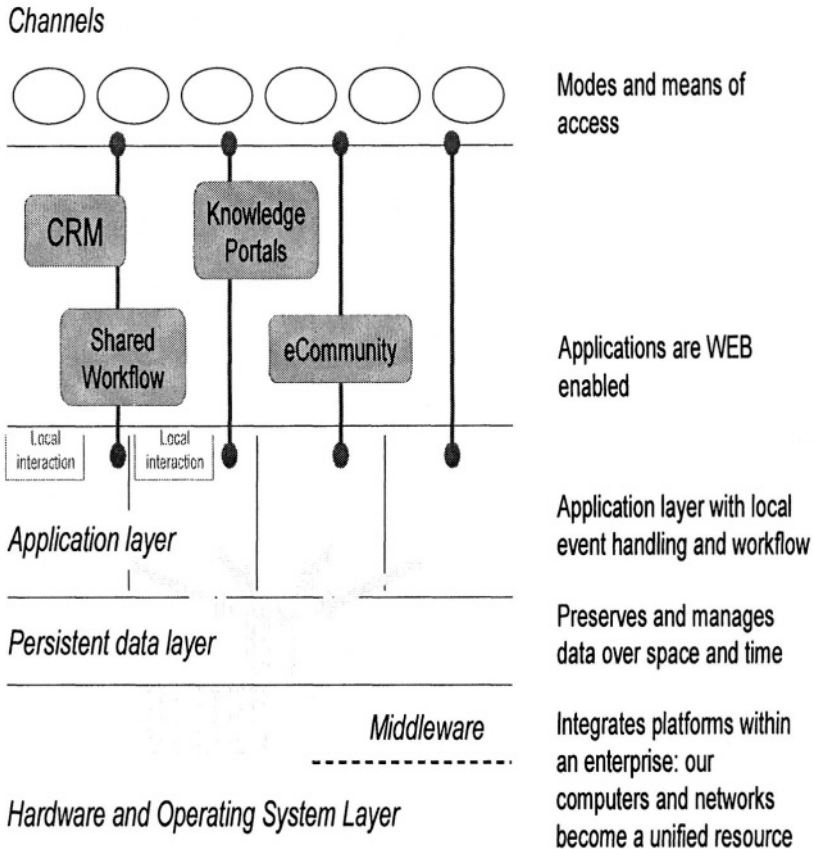 Channels
Modes and means of
access
CRM
Knowledge
Portals
Shared
Workflow
eCommunity
Applications are WEB
enabled
Local
interaction
Local
interaction
Application layer
Application layer with local
event handling and workflow
Persistent data layer
Preserves and manages
data over space and time
Middleware
Integrates platforms within
an enterprise: our
computers and networks
become a unified resource
Hardware and Operating System Layer